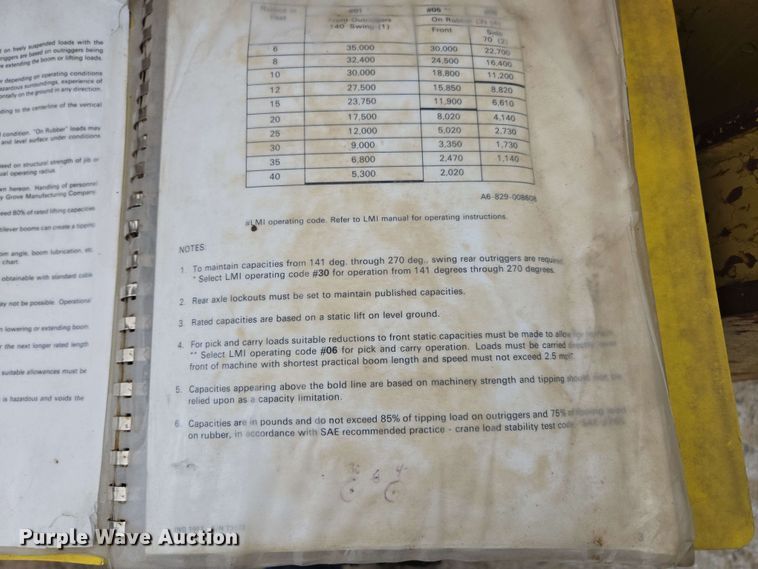 on freely suspended loads with the
are based on outriggers being
extending the boom or lifting loads.
depending on operating conditions
surroundings, experience of
on the ground in any direction.
to the centerline of the vertical
condition. "On Rubber" loads may
and level surface under conditions
on structural strength of jib or
operating radius.
hereon. Handling of personnel
by Grove Manufacturing Company
80% of rated lifting capacities
booms can create a tipping
boom angle, boom lubrication, etc.
chart.
obtainable with standard cable
may not be possible. Operational
lowering or extending boom
the next longer rated length
suitable allowances must be
is hazardous and voids the
Feet
#01
Front Outriggers
140 Swing (1)
#05
On Rubber
Front
Side
70 (2)
6 35,000 30,000 22,700
8 32,400 24,500 16,400
10 30,000 18,800 11,200
12 27,500 15,850 8,820
15 23,750 11,900 6,610
20 17,500 8,020 4,140
25 12,000 5,020 2,730
30 9,000 3,350 1,730
35 6,800 2,470 1,140
40 5,300 2,020
A6-829-008608
#LMI operating code. Refer to LMI manual for operating instructions.
NOTES:
1. To maintain capacities from 141 deg. through 270 deg., swing rear outriggers are required.
* Select LMI operating code #30 for operation from 141 degrees through 270 degrees.
2. Rear axle lockouts must be set to maintain published capacities.
3. Rated capacities are based on a static lift on level ground.
4. For pick and carry loads suitable reductions to front static capacities must be made to allow
** Select LMI operating code #06 for pick and carry operation. Loads must be carried
front of machine with shortest practical boom length and speed must not exceed 2.5 mph.
5. Capacities appearing above the bold line are based on machinery strength and tipping should not be
relied upon as a capacity limitation.
6. Capacities are in pounds and do not exceed 85% of tipping load on outriggers and 75% of tipping load
on rubber, in accordance with SAE recommended practice - crane load stability test code
3
Purple Wave Auction